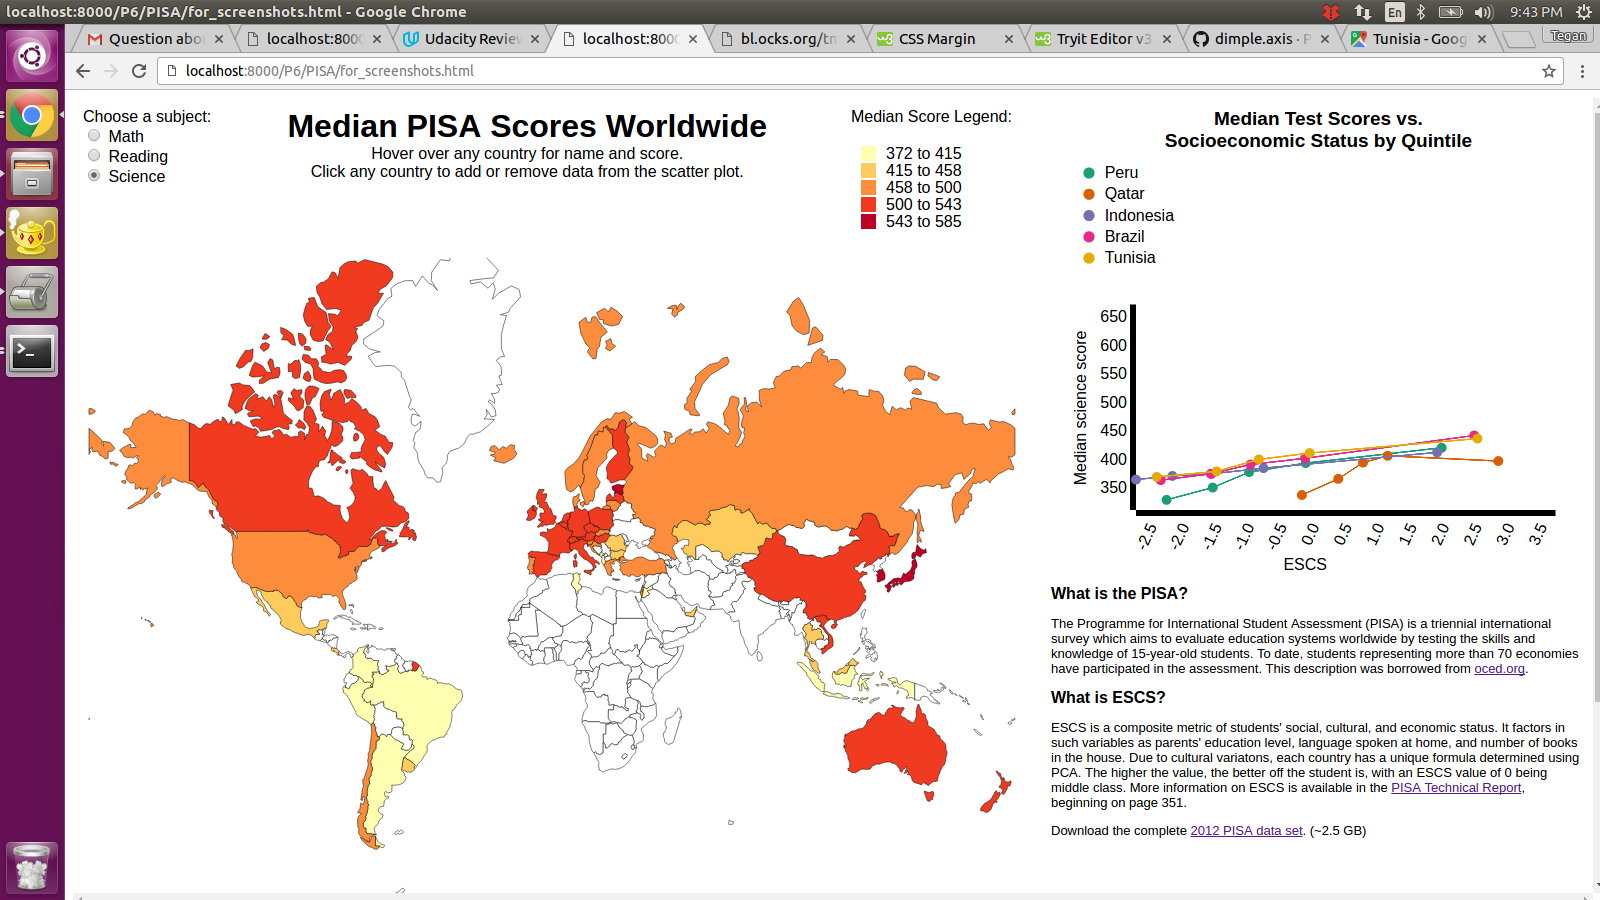 localhost:8000/P6/PISA/for_screenshots.html - Google Chrome
En
9:43 PM
Question abou
localhost:8000
Udacity Review
localhost:8000
bl.ocks.org/tm
CSS Margin
Tryit Editor v3
dimple.axis · P
Tunisia - Goog
Tegan
localhost:8000/P6/PISA/for_screenshots.html
Choose a subject:
Math
Reading
Science
Median PISA Scores Worldwide
Hover over any country for name and score.
Click any country to add or remove data from the scatter plot.
Median Score Legend:
372 to 415
415 to 458
458 to 500
500 to 543
543 to 585
Median Test Scores vs.
Socioeconomic Status by Quintile
Peru
Qatar
Indonesia
Brazil
Tunisia
Median science score
650
600
550
500
450
400
350
-2.5
-2.0
-1.5
-1.0
-0.5
0.0
0.5
1.0
1.5
2.0
2.5
3.0
3.5
ESCS
What is the PISA?
The Programme for International Student Assessment (PISA) is a triennial international
survey which aims to evaluate education systems worldwide by testing the skills and
knowledge of 15-year-old students. To date, students representing more than 70 economies
have participated in the assessment. This description was borrowed from oced.org.
What is ESCS?
ESCS is a composite metric of students' social, cultural, and economic status. It factors in
such variables as parents' education level, language spoken at home, and number of books
in the house. Due to cultural variatons, each country has a unique formula determined using
PCA. The higher the value, the better off the student is, with an ESCS value of 0 being
middle class. More information on ESCS is available in the PISA Technical Report,
beginning on page 351.
Download the complete 2012 PISA data set. (~2.5 GB)